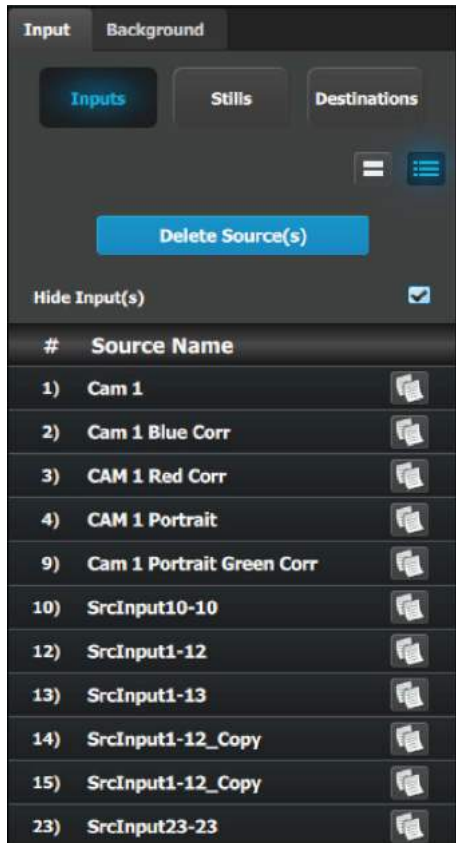 Input Background
Inputs Stills Destinations
Delete Source(s)
Hide Input(s)
# Source Name
1) Cam 1
2) Cam 1 Blue Corr
3) CAM 1 Red Corr
4) CAM 1 Portrait
9) Cam 1 Portrait Green Corr
10) SrcInput10-10
12) SrcInput1-12
13) SrcInput1-13
14) SrcInput1-12_Copy
15) SrcInput1-12_Copy
23) SrcInput23-23